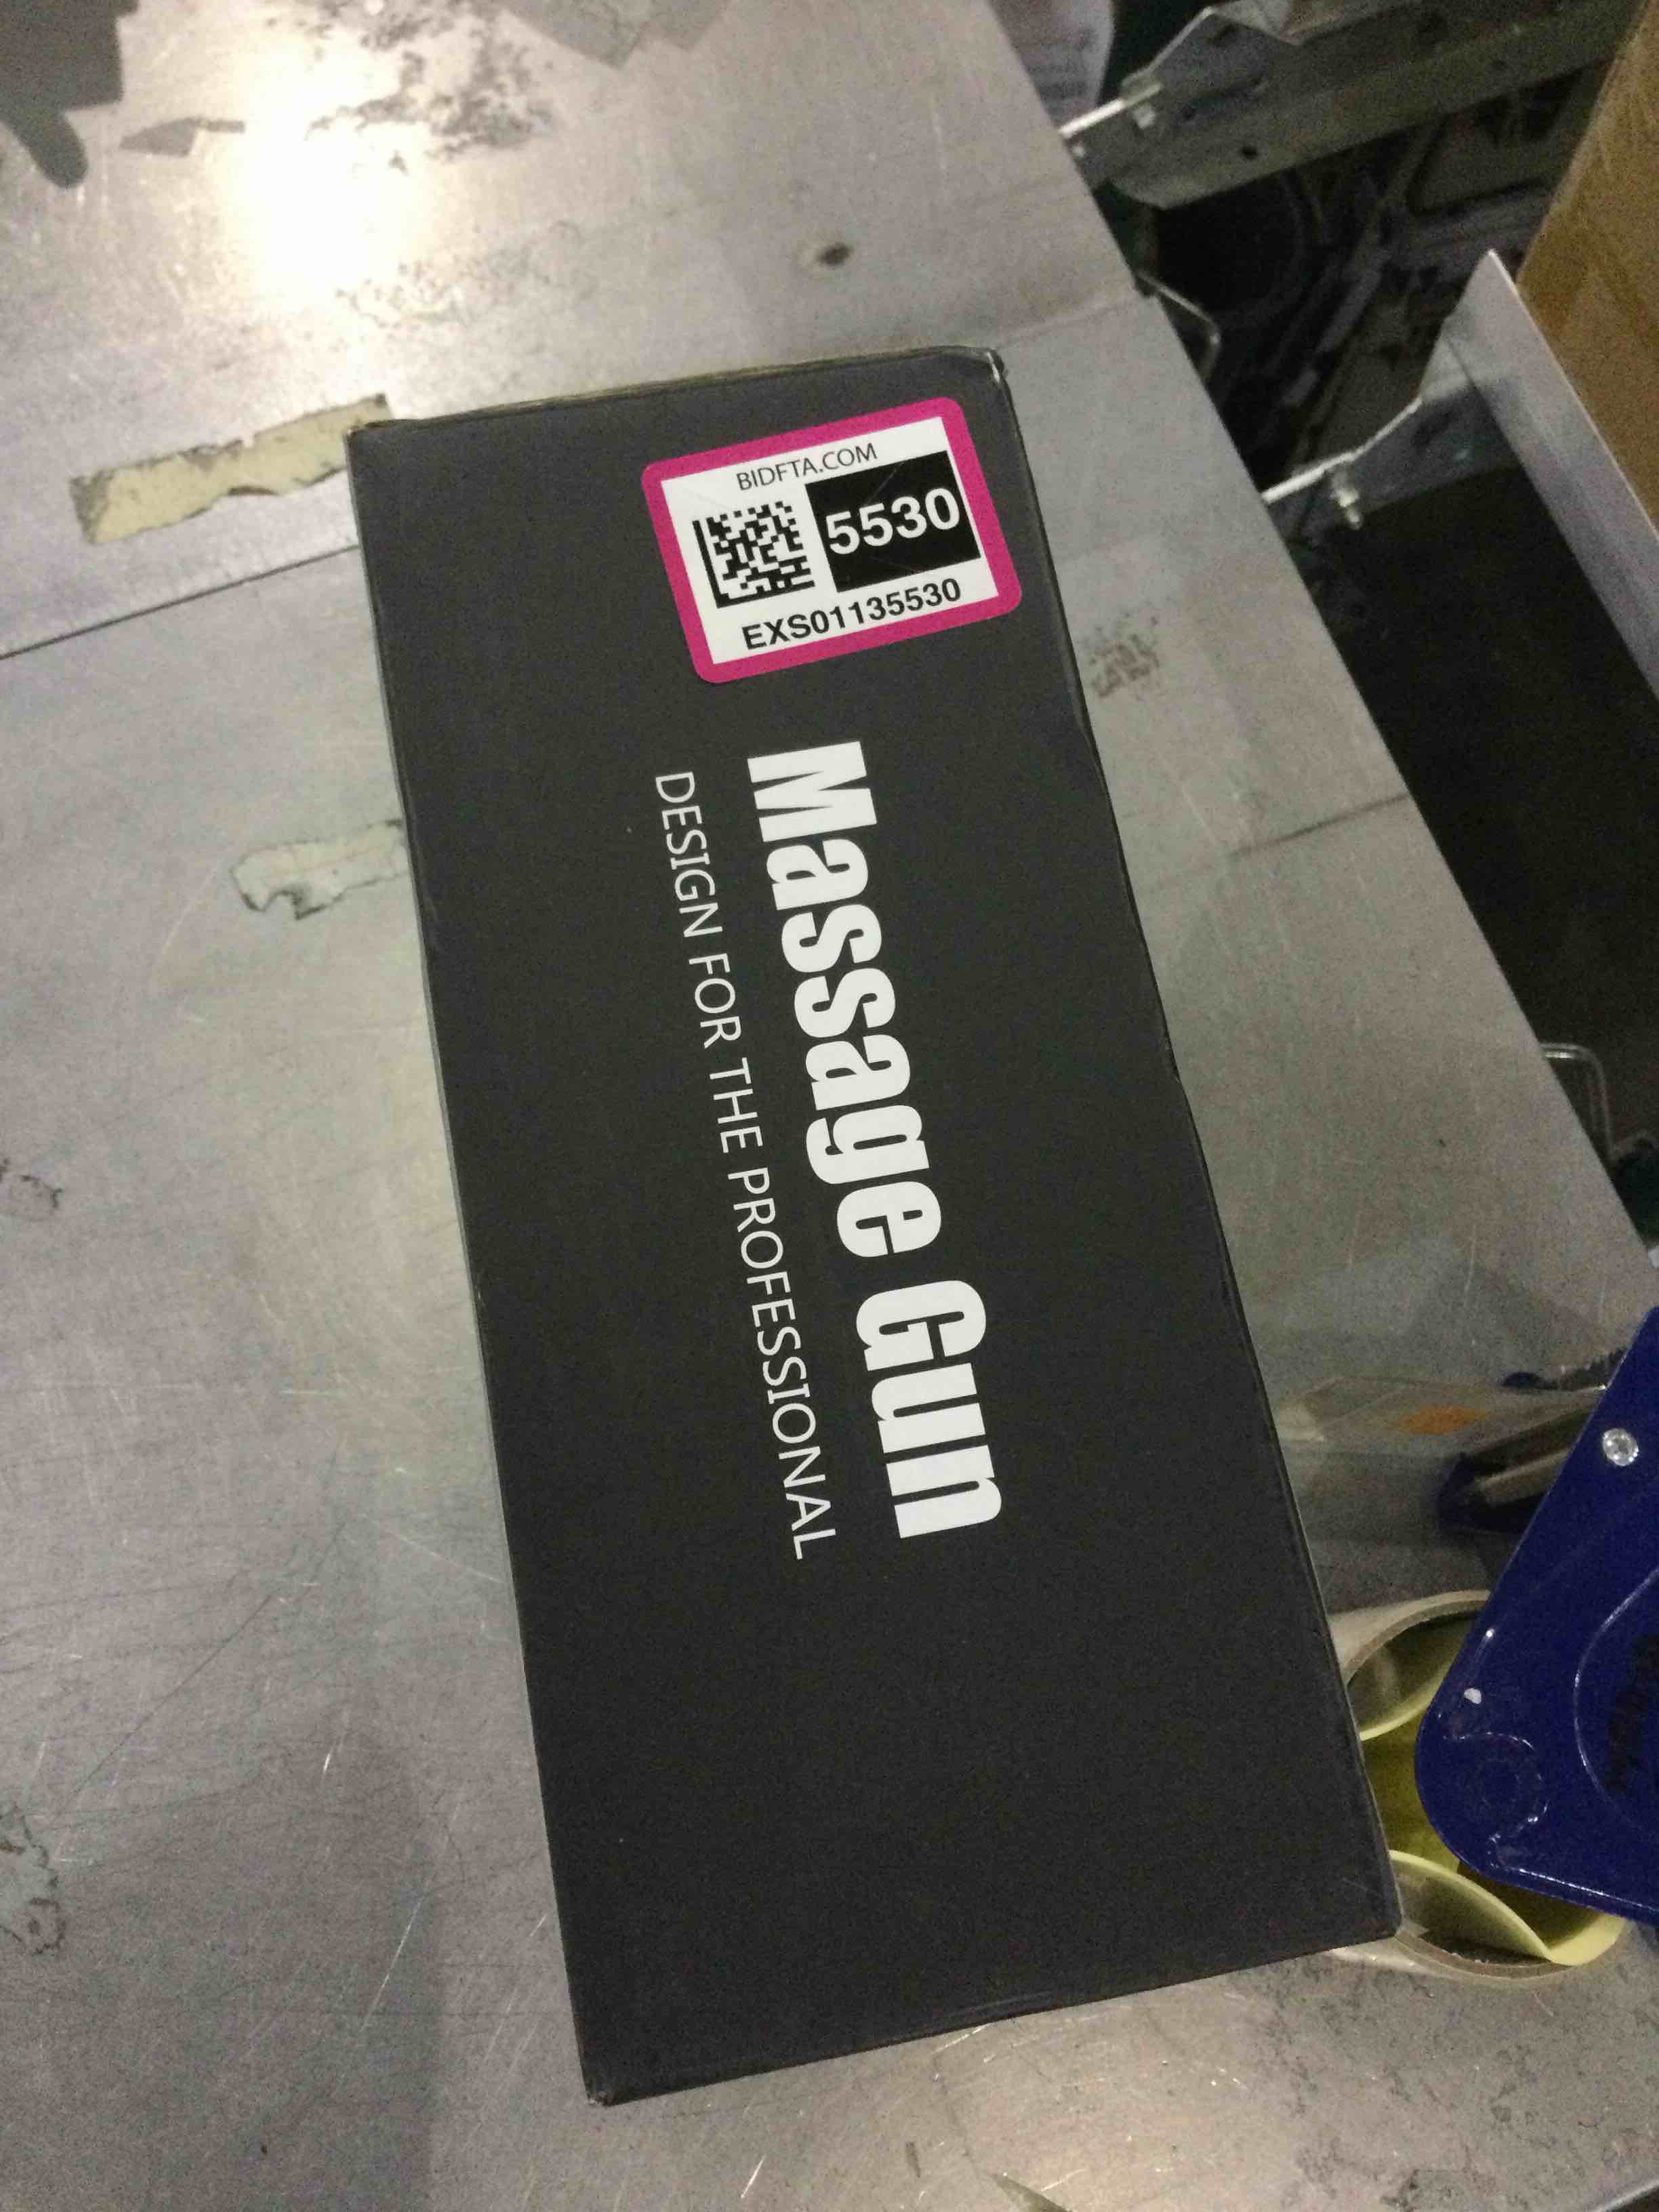 BIDFTA.COM
5530
EXS01135530
Massage Gun
DESIGN FOR THE PROFESSIONAL